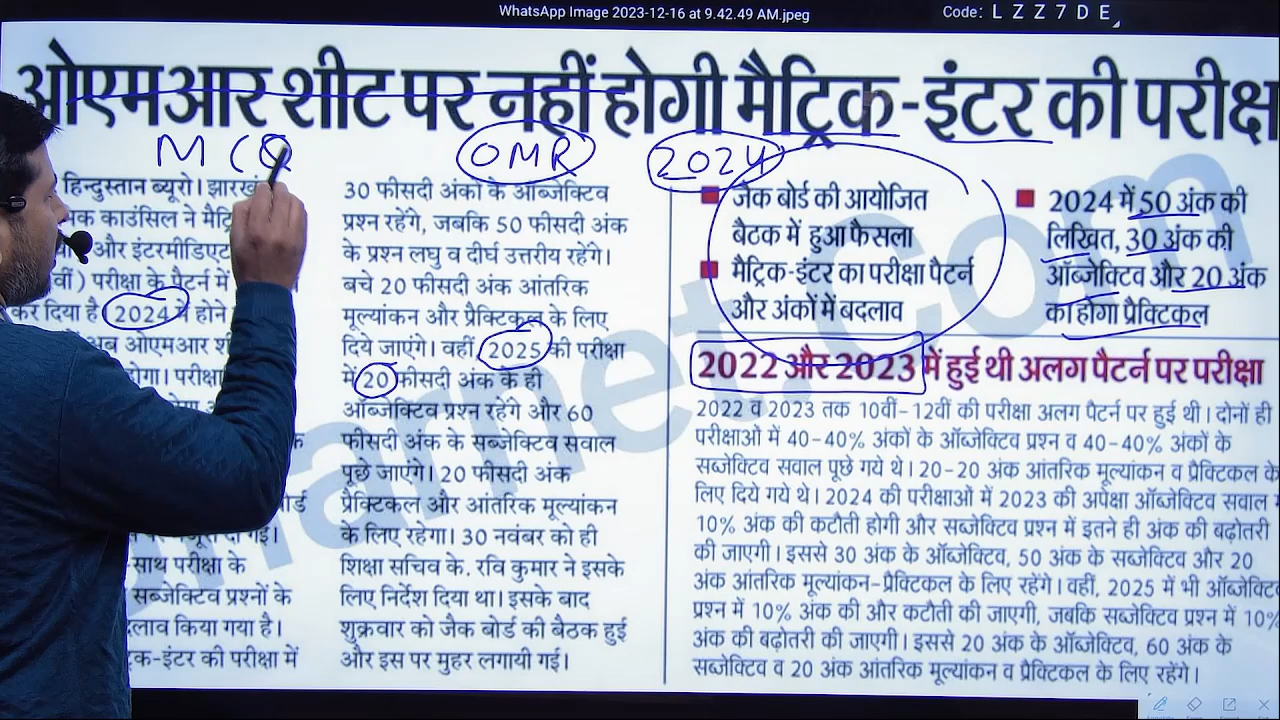 WhatsApp Image 2023-12-16 at 9.42.49 AM.jpeg
Code: L Z Z 7 D E
ओएमआर शीट पर नहीं होगी मैट्रिक-इंटर की परीक्ष
M C Q
OMR
2024
हिन्दुस्तान ब्यूरो। झारखं
काउंसिल ने मैट्रि
और इंटरमीडिएट
वीं) परीक्षा के पैटर्न में
कर दिया है। 2024 में होने
अब ओएमआर शी
होगा। परीक्षा
साथ परीक्षा के
सब्जेक्टिव प्रश्नों के
किया गया है।
क-इंटर की परीक्षा में
30 फीसदी अंकों के ऑब्जेक्टिव
प्रश्न रहेंगे, जबकि 50 फीसदी अंक
के प्रश्न लघु व दीर्घ उत्तरीय रहेंगे।
बचे 20 फीसदी अंक आंतरिक
मूल्यांकन और प्रैक्टिकल के लिए
दिये जाएंगे। वहीं, 2025 की परीक्षा
में 20 फीसदी अंक के ही
ऑब्जेक्टिव प्रश्न रहेंगे और 60
फीसदी अंक के सब्जेक्टिव सवाल
पूछे जाएंगे। 20 फीसदी अंक
प्रैक्टिकल और आंतरिक मूल्यांकन
के लिए रहेगा। 30 नवंबर को ही
शिक्षा सचिव के. रवि कुमार ने इसके
लिए निर्देश दिया था। इसके बाद
शुक्रवार को जैक बोर्ड की बैठक हुई
और इस पर मुहर लगायी गई।
जैक बोर्ड की आयोजित
बैठक में हुआ फैसला
मैट्रिक-इंटर का परीक्षा पैटर्न
और अंकों में बदलाव
2024 में 50 अंक की
लिखित, 30 अंक की
ऑब्जेक्टिव और 20 अंक
का होगा प्रैक्टिकल
2022 और 2023 में हुई थी अलग पैटर्न पर परीक्षा
2022 व 2023 तक 10वीं-12वीं की परीक्षा अलग पैटर्न पर हुई थी। दोनों ही
परीक्षाओं में 40-40% अंकों के ऑब्जेक्टिव प्रश्न व 40-40% अंकों के
सब्जेक्टिव सवाल पूछे गये थे। 20-20 अंक आंतरिक मूल्यांकन व प्रैक्टिकल के
लिए दिये गये थे। 2024 की परीक्षाओं में 2023 की अपेक्षा ऑब्जेक्टिव सवाल
10% अंक की कटौती होगी और सब्जेक्टिव प्रश्न में इतने ही अंक की बढ़ोतरी
की जाएगी। इससे 30 अंक के ऑब्जेक्टिव, 50 अंक के सब्जेक्टिव और 20
अंक आंतरिक मूल्यांकन-प्रैक्टिकल के लिए रहेंगे। वहीं, 2025 में भी ऑब्जेक्टि
प्रश्न में 10% अंक की और कटौती की जाएगी, जबकि सब्जेक्टिव प्रश्न में 10%
अंक की बढ़ोतरी की जाएगी। इससे 20 अंक के ऑब्जेक्टिव, 60 अंक के
सब्जेक्टिव व 20 अंक आंतरिक मूल्यांकन व प्रैक्टिकल के लिए रहेंगे।